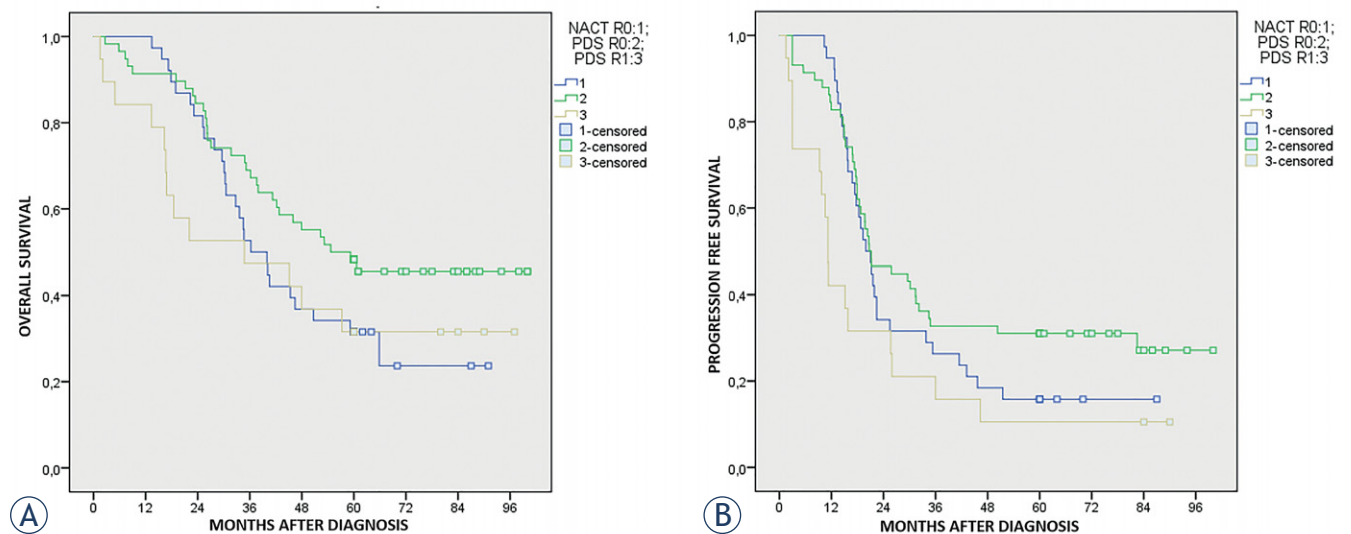 NACT R0:1;
PDS R0:2;
PDS R1:3
1
2
3
1-censored
2-censored
3-censored
OVERALL SURVIVAL
1,0
0,8
0,6
0,4
0,2
0,0
0 12 24 36 48 60 72 84 96
MONTHS AFTER DIAGNOSIS
A
NACT R0:1;
PDS R0:2;
PDS R1:3
1
2
3
1-censored
2-censored
3-censored
PROGRESSION FREE SURVIVAL
1,0
0,8
0,6
0,4
0,2
0,0
0 12 24 36 48 60 72 84 96
MONTHS AFTER DIAGNOSIS
B